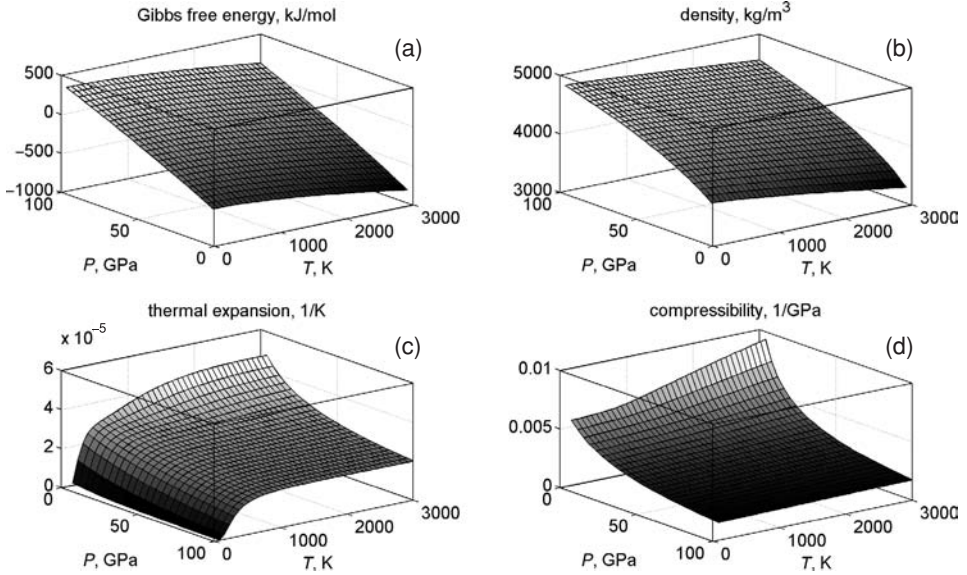 Gibbs free energy, kJ/mol
(a)
500
0
−500
−1000
100
50
0
P, GPa
0
1000
2000
3000
T, K
density, kg/m³
(b)
5000
4000
3000
100
50
0
P, GPa
0
1000
2000
3000
T, K
thermal expansion, 1/K
x 10⁻⁵
(c)
6
4
2
0
0
50
100
P, GPa
0
1000
2000
3000
T, K
compressibility, 1/GPa
(d)
0.01
0.005
0
0
50
100
P, GPa
0
1000
2000
3000
T, K